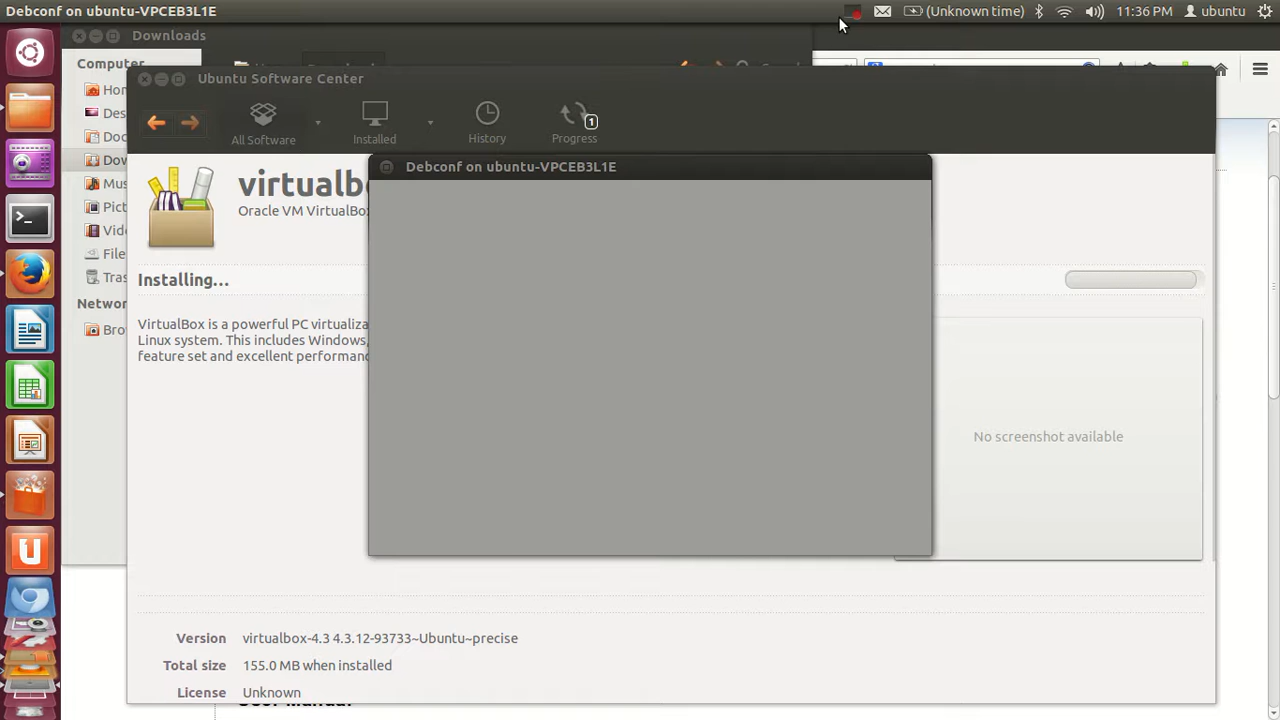 Debconf on ubuntu-VPCEB3L1E
(Unknown time)
11:36 PM
ubuntu
Downloads
Computer
Network
Ubuntu Software Center
All Software
Installed
History
Progress
1
Debconf on ubuntu-VPCEB3L1E
Oracle VM VirtualBox
Installing...
VirtualBox is a powerful PC
Linux system. This includes Windows,
feature set and excellent
No screenshot available
Version
virtualbox-4.3 4.3.12-93733~Ubuntu~precise
Total size
155.0 MB when installed
License
Unknown